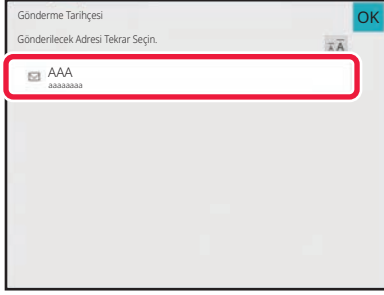 Gönderme Tarihçesi
OK
Gönderilecek Adresi Tekrar Seçin.
AAA
aaaaaaaa